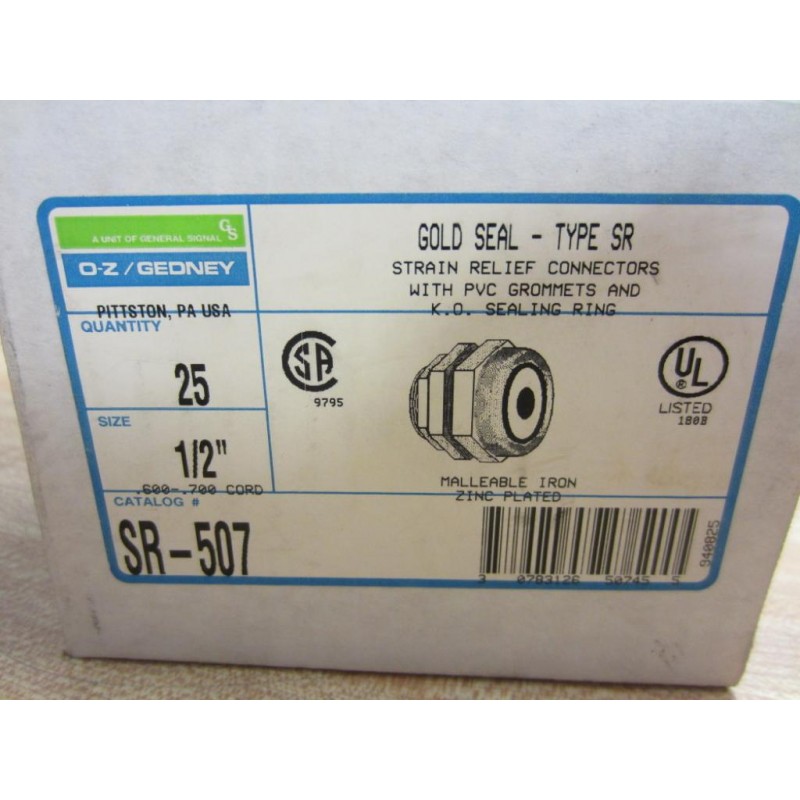 GS
A UNIT OF GENERAL SIGNAL
O-Z/GEDNEY
PITTSTON, PA USA
QUANTITY
25
SIZE
1/2"
.600-.700 CORD
CATALOG #
SR-507
GOLD SEAL - TYPE SR
STRAIN RELIEF CONNECTORS
WITH PVC GROMMETS AND
K.O. SEALING RING
SA
9795
UL
®
LISTED
180B
MALLEABLE IRON
ZINC PLATED
3 0783126 50745 5
940825